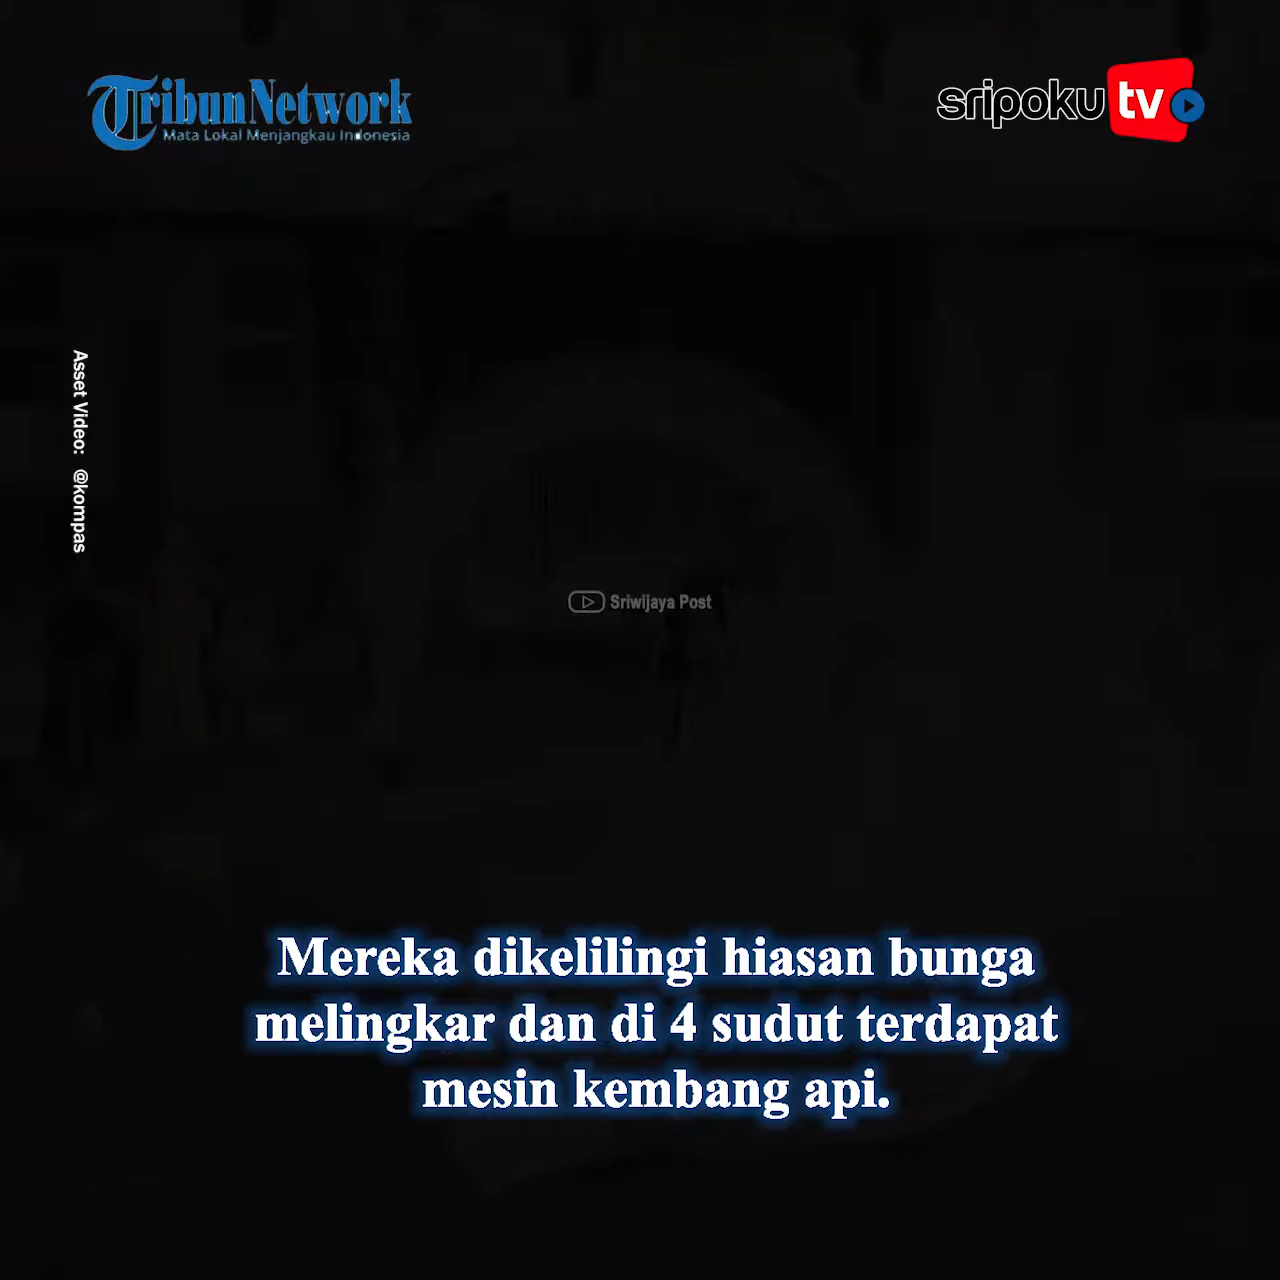 TribunNetwork
Mata Lokal Menjangkau Indonesia
sripoku tv
Asset Video: @kompas
Sriwijaya Post
Mereka dikelilingi hiasan bunga
melingkar dan di 4 sudut terdapat
mesin kembang api.